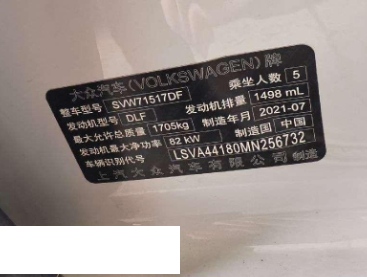 大众汽车(VOLKSWAGEN)牌
整车型号 SVW71517DF 乘坐人数 5
发动机型号 DLF 发动机排量 1498 mL
最大允许总质量 1705kg 制造年月 2021-07
发动机最大净功率 82 kW 制造国 中国
车辆识别代号 LSVA44180MN256732
上汽大众汽车有限公司 制造